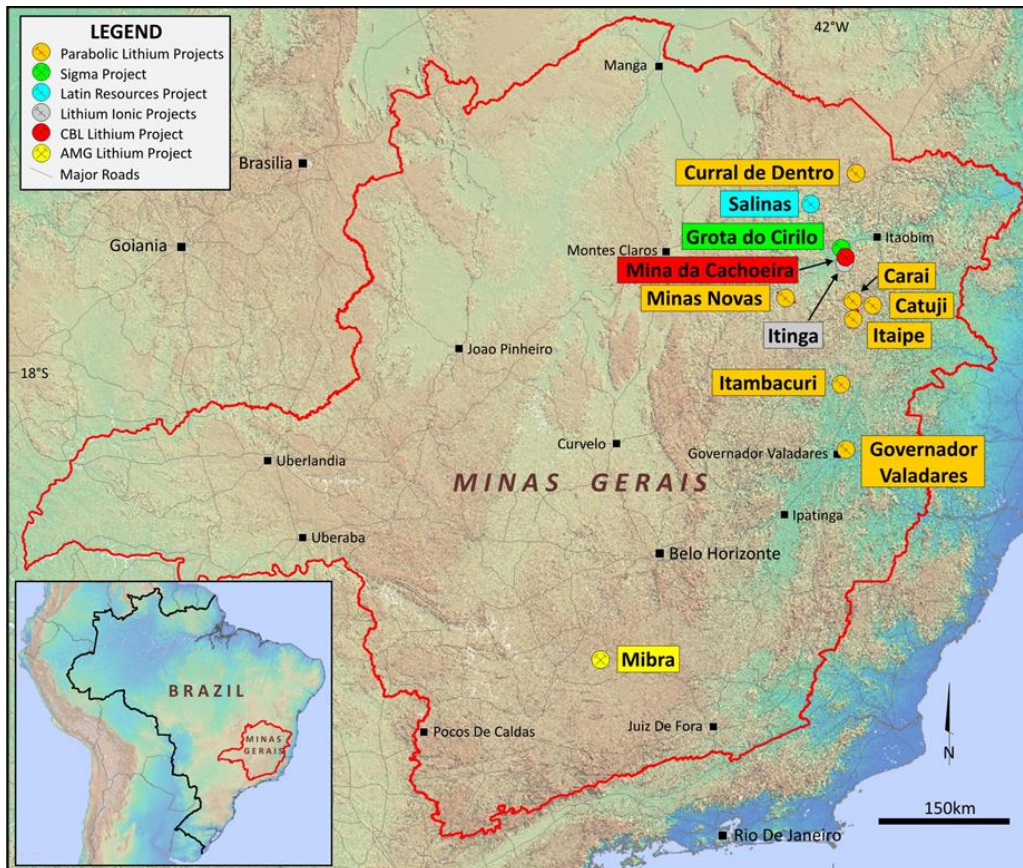 LEGEND
Parabolic Lithium Projects
Sigma Project
Latin Resources Project
Lithium Ionic Projects
CBL Lithium Project
AMG Lithium Project
Major Roads
42°W
Manga
Brasilia
Curral de Dentro
Salinas
Goiania
Grota do Cirilo
Itaobim
Montes Claros
Mina da Cachoeira
Carai
Minas Novas
Catuji
Itinga
Itaipe
Joao Pinheiro
18°S
Itambacuri
Curvelo
Governador Valadares
Governador
Valadares
Uberlandia
MINAS GERAIS
Ipatinga
Uberaba
Belo Horizonte
Mibra
BRAZIL
MINAS
GERAIS
Pocos De Caldas
Juiz De Fora
N
150km
Rio De Janeiro